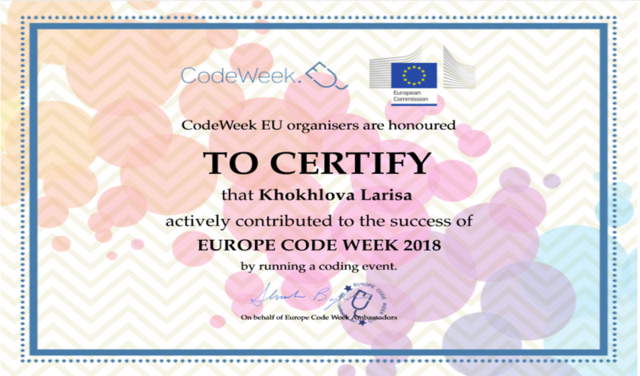 CodeWeek.EU
European
Commission
CodeWeek EU organisers are honoured
TO CERTIFY
that Khokhlova Larisa
actively contributed to the success of
EUROPE CODE WEEK 2018
by running a coding event.
On behalf of Europe Code Week Ambassadors